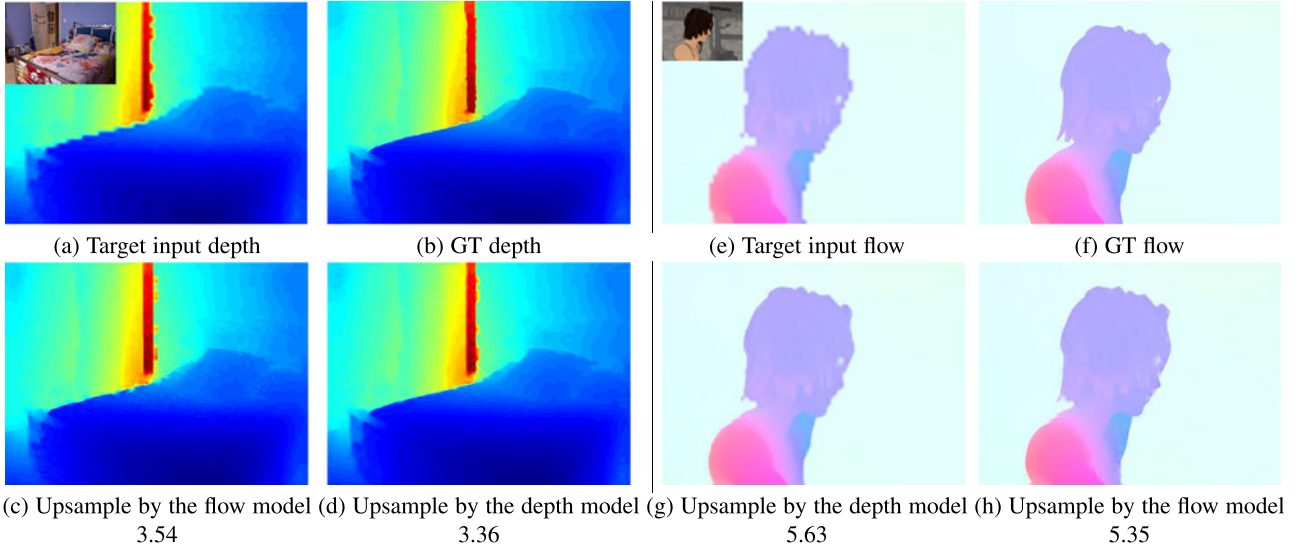 (a) Target input depth
(b) GT depth
(e) Target input flow
(f) GT flow
(c) Upsample by the flow model
(d) Upsample by the depth model
(g) Upsample by the depth model
(h) Upsample by the flow model
3.54
3.36
5.63
5.35